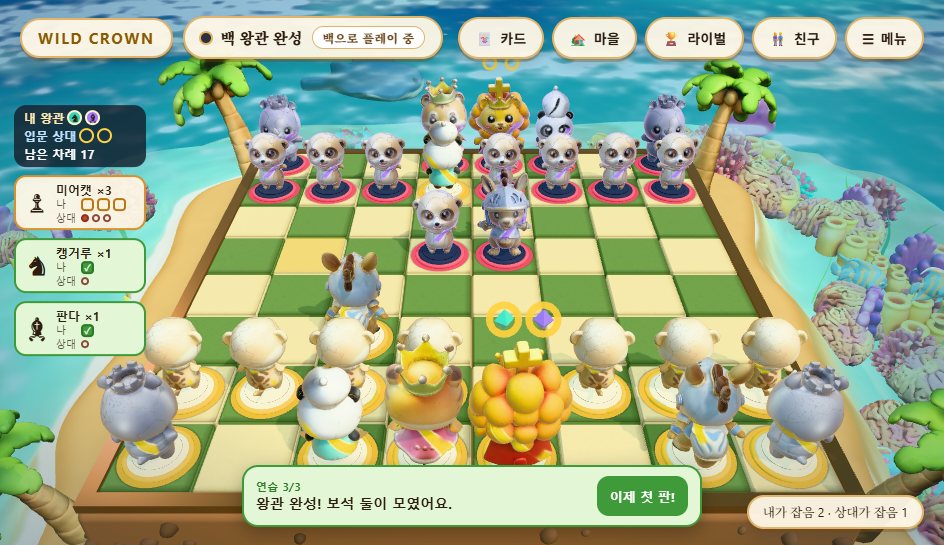 WILD CROWN
백 왕관 완성
백으로 플레이 중
카드
마을
라이벌
친구
☰ 메뉴
내 왕관
입문 상대
남은 차례 17
미어캣 ×3
나
상대
캥거루 ×1
나
상대
판다 ×1
나
상대
연습 3/3
왕관 완성! 보석 둘이 모였어요.
이제 첫 판!
내가 잡음 2 · 상대가 잡음 1